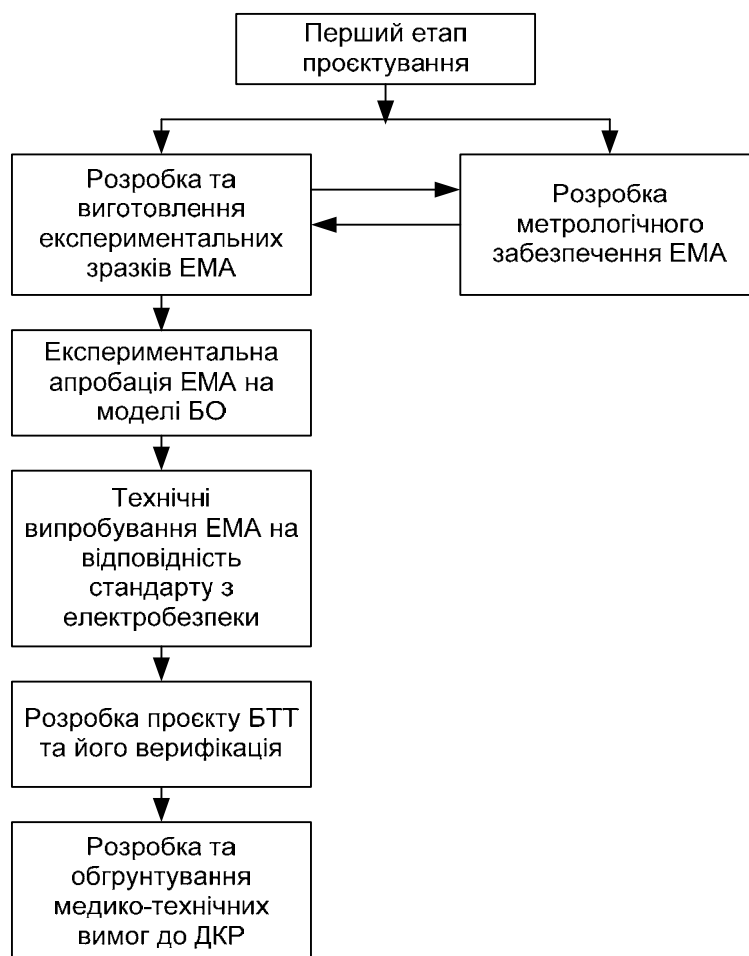 Перший етап
проєктування
Розробка та
виготовлення
експериментальних
зразків ЕМА
Розробка
метрологічного
забезпечення ЕМА
Експериментальна
апробація ЕМА на
моделі БО
Технічні
випробування ЕМА на
відповідність
стандарту з
електробезпеки
Розробка проєкту БТТ
та його верифікація
Розробка та
обгрунтування
медико-технічних
вимог до ДКР